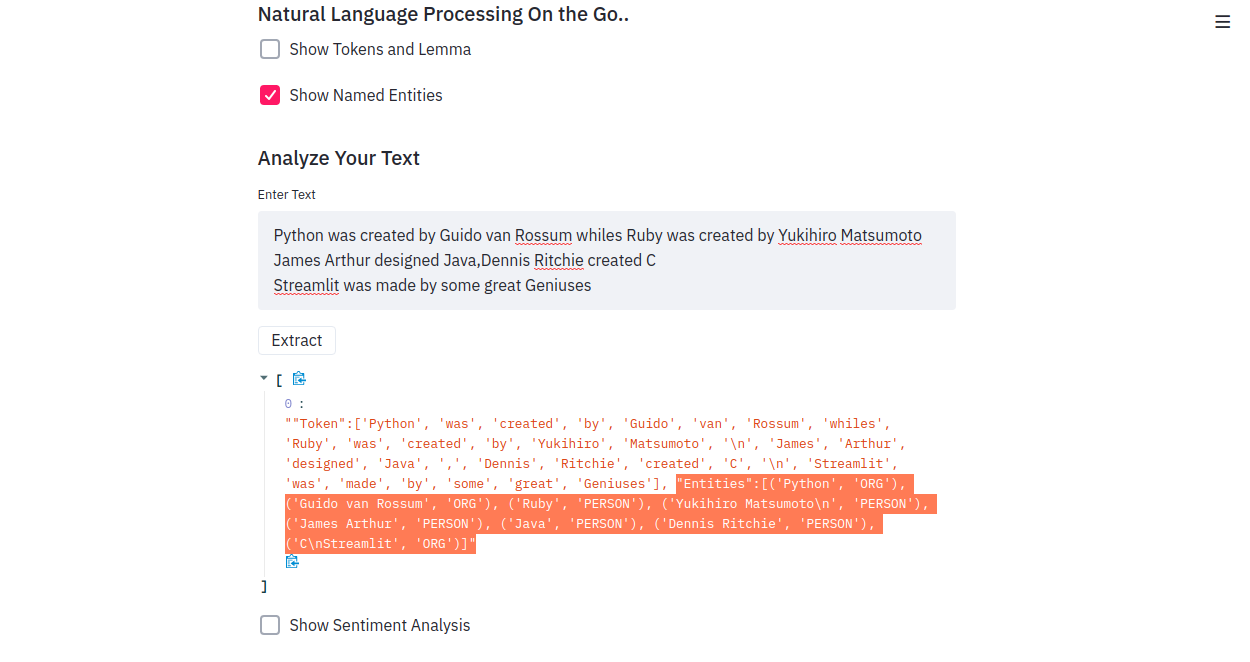 Natural Language Processing On the Go..
Show Tokens and Lemma
Show Named Entities
Analyze Your Text
Enter Text
Python was created by Guido van Rossum whiles Ruby was created by Yukihiro Matsumoto
James Arthur designed Java,Dennis Ritchie created C
Streamlit was made by some great Geniuses
Extract
[
0 :
""Token":['Python', 'was', 'created', 'by', 'Guido', 'van', 'Rossum', 'whiles',
'Ruby', 'was', 'created', 'by', 'Yukihiro', 'Matsumoto', '\n', 'James', 'Arthur',
'designed', 'Java', ',', 'Dennis', 'Ritchie', 'created', 'C', '\n', 'Streamlit',
'was', 'made', 'by', 'some', 'great', 'Geniuses'], "Entities":[('Python', 'ORG'),
('Guido van Rossum', 'ORG'), ('Ruby', 'PERSON'), ('Yukihiro Matsumoto\n', 'PERSON'),
('James Arthur', 'PERSON'), ('Java', 'PERSON'), ('Dennis Ritchie', 'PERSON'),
('C\nStreamlit', 'ORG')]"
]
Show Sentiment Analysis